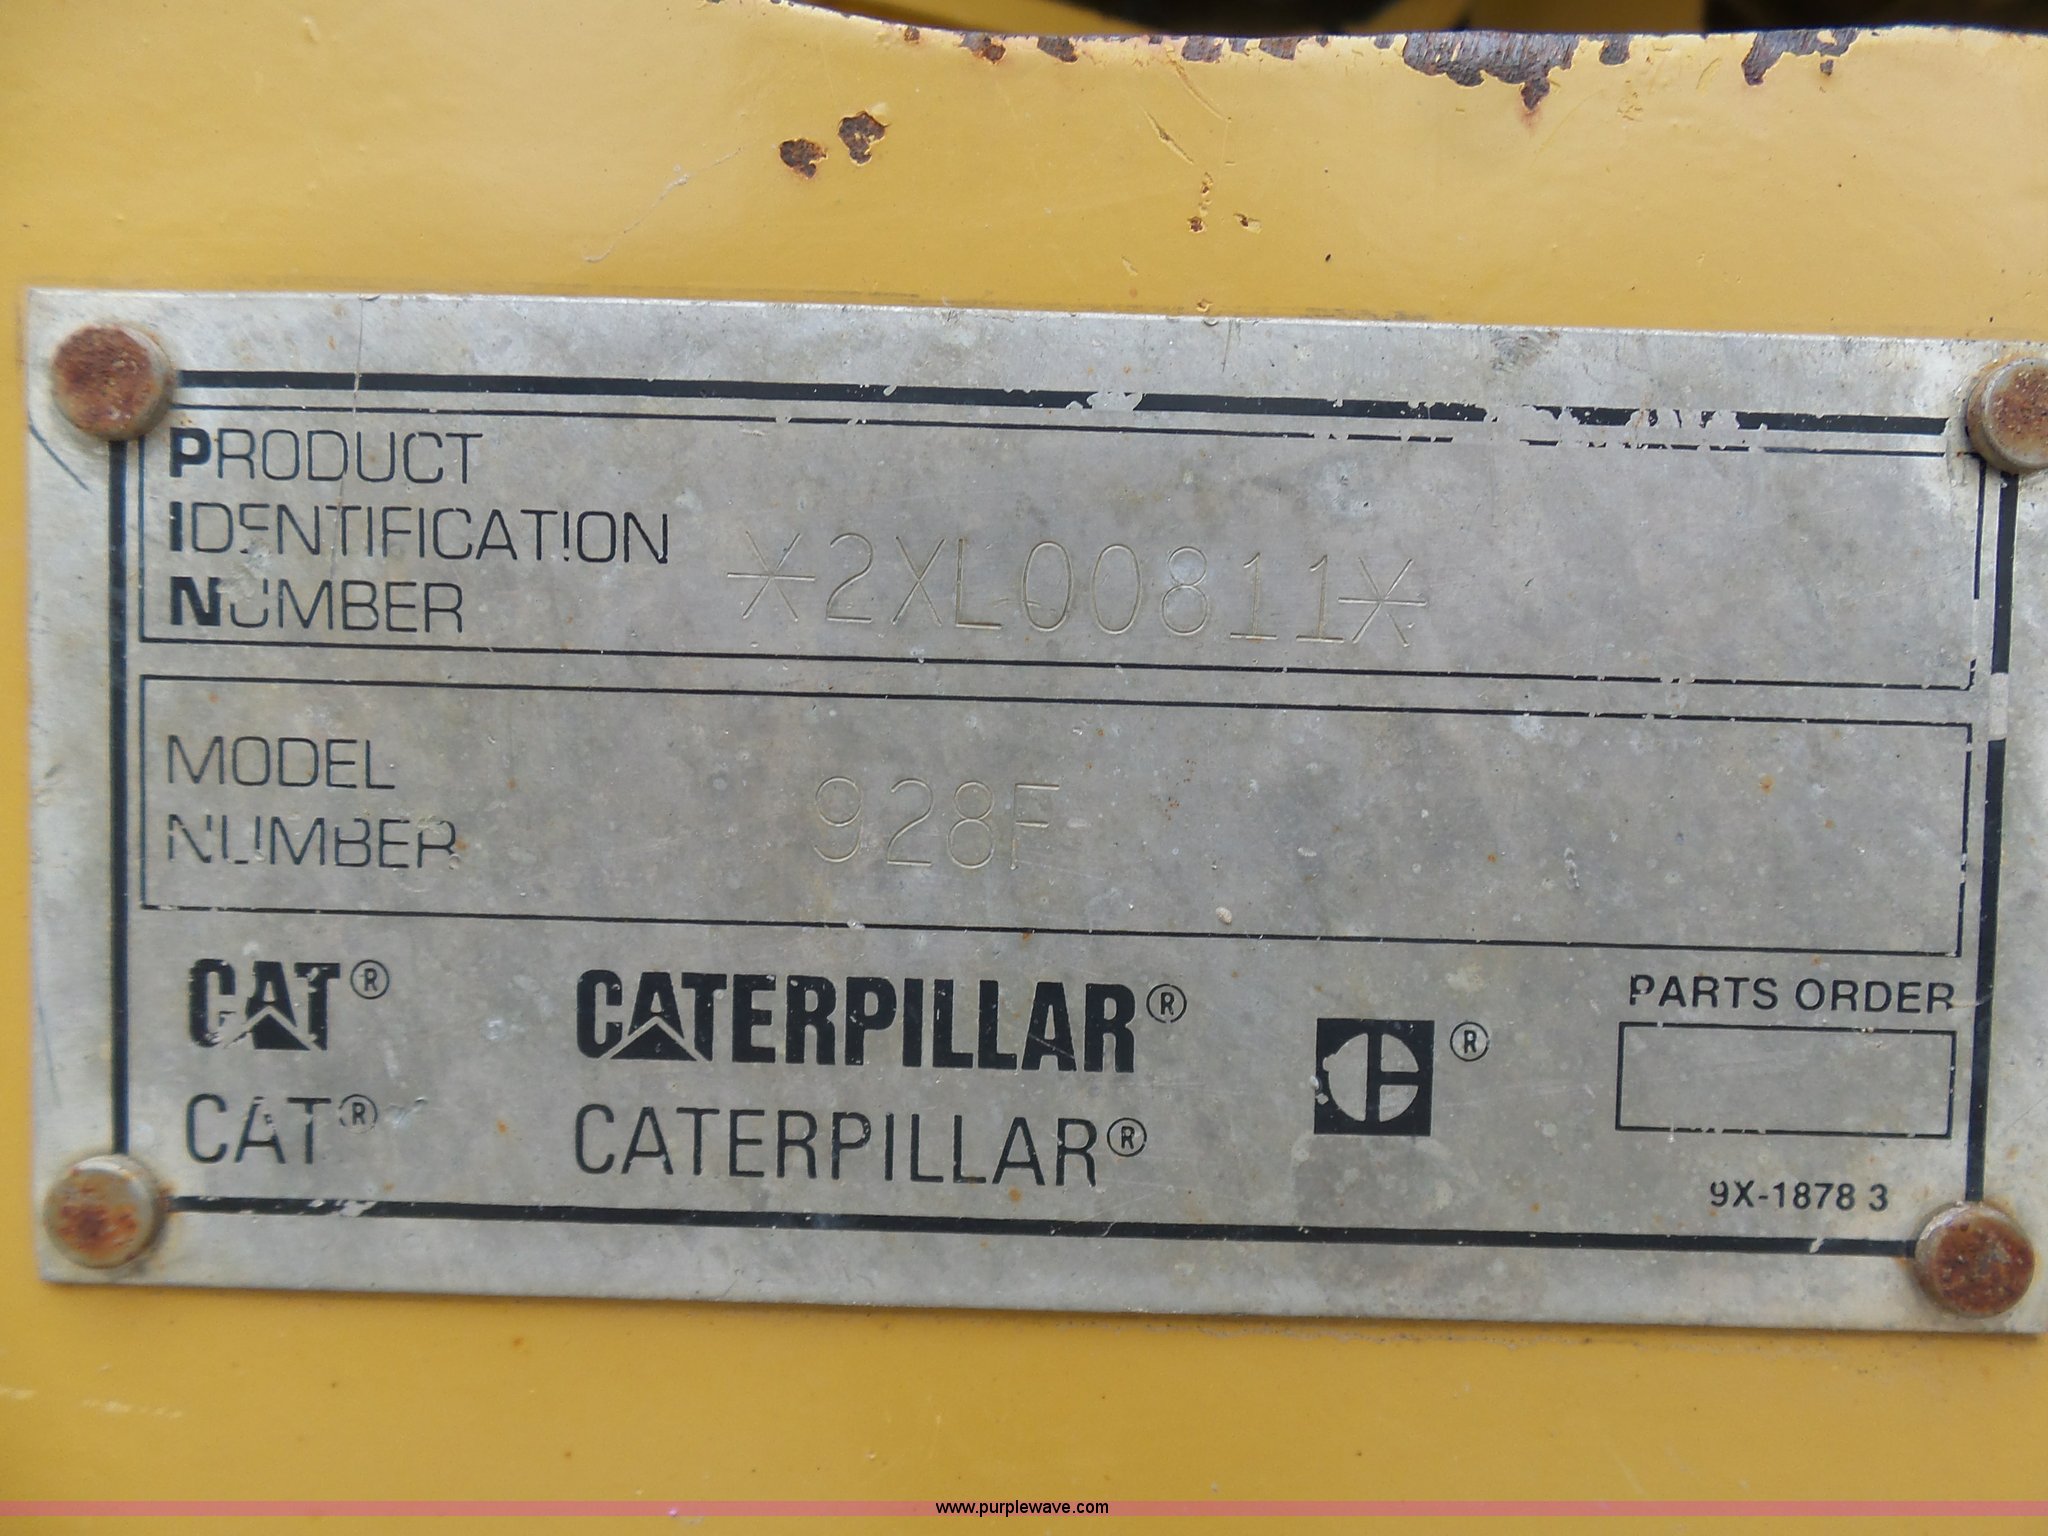 PRODUCT
IDENTIFICATION
NUMBER
*2XL00811*
MODEL
NUMBER
928F
CAT® CATERPILLAR®
CAT® CATERPILLAR® ®
PARTS ORDER
9X-1878 3
www.purplewave.com